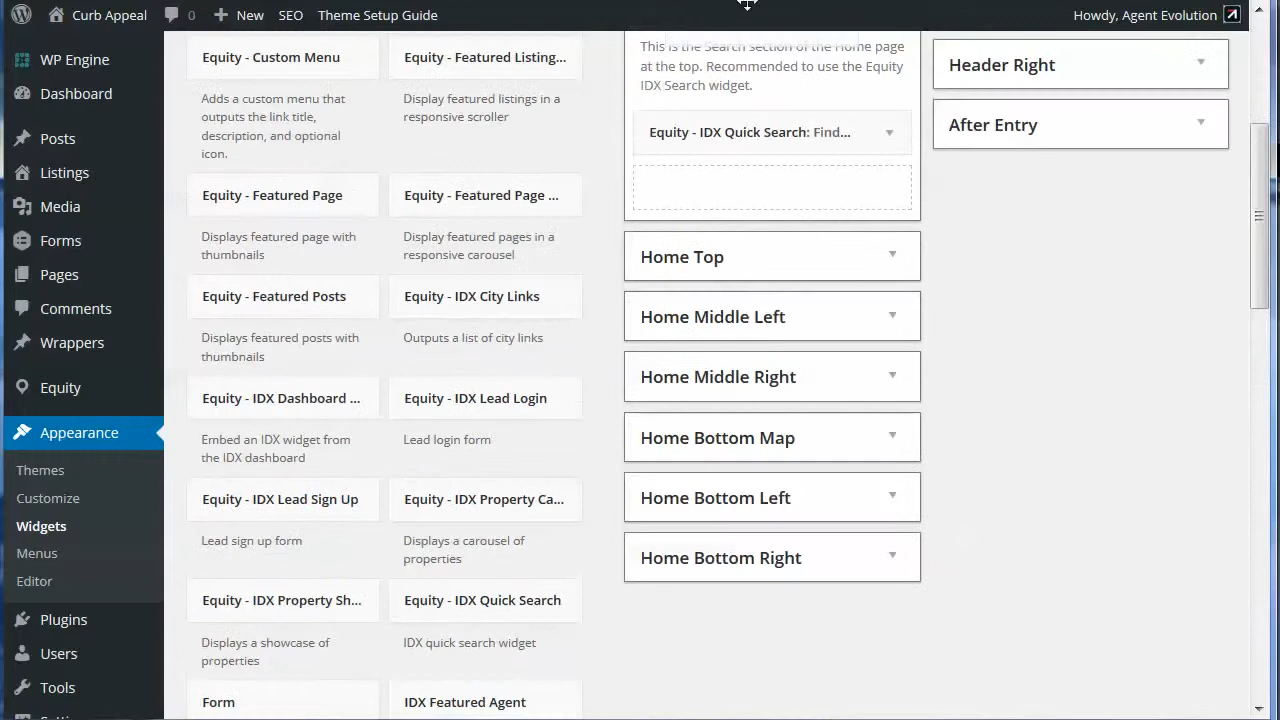 Curb Appeal 0 New SEO Theme Setup Guide Howdy, Agent Evolution
WP Engine
Dashboard
Posts
Listings
Media
Forms
Pages
Comments
Wrappers
Equity
Appearance
Themes
Customize
Widgets
Menus
Editor
Plugins
Users
Tools
Equity - Custom Menu
Adds a custom menu that
outputs the link title,
description, and optional
icon.
Equity - Featured Listing...
Display featured listings in a
responsive scroller
Equity - Featured Page
Displays featured page with
thumbnails
Equity - Featured Page ...
Display featured pages in a
responsive carousel
Equity - Featured Posts
Displays featured posts with
thumbnails
Equity - IDX City Links
Outputs a list of city links
Equity - IDX Dashboard ...
Embed an IDX widget from
the IDX dashboard
Equity - IDX Lead Login
Lead login form
Equity - IDX Lead Sign Up
Lead sign up form
Equity - IDX Property Ca...
Displays a carousel of
properties
Equity - IDX Property Sh...
Displays a showcase of
properties
Equity - IDX Quick Search
IDX quick search widget
Form
IDX Featured Agent
This is the Search section of the Home page
at the top. Recommended to use the Equity
IDX Search widget.
Equity - IDX Quick Search: Find...
Home Top
Home Middle Left
Home Middle Right
Home Bottom Map
Home Bottom Left
Home Bottom Right
Header Right
After Entry